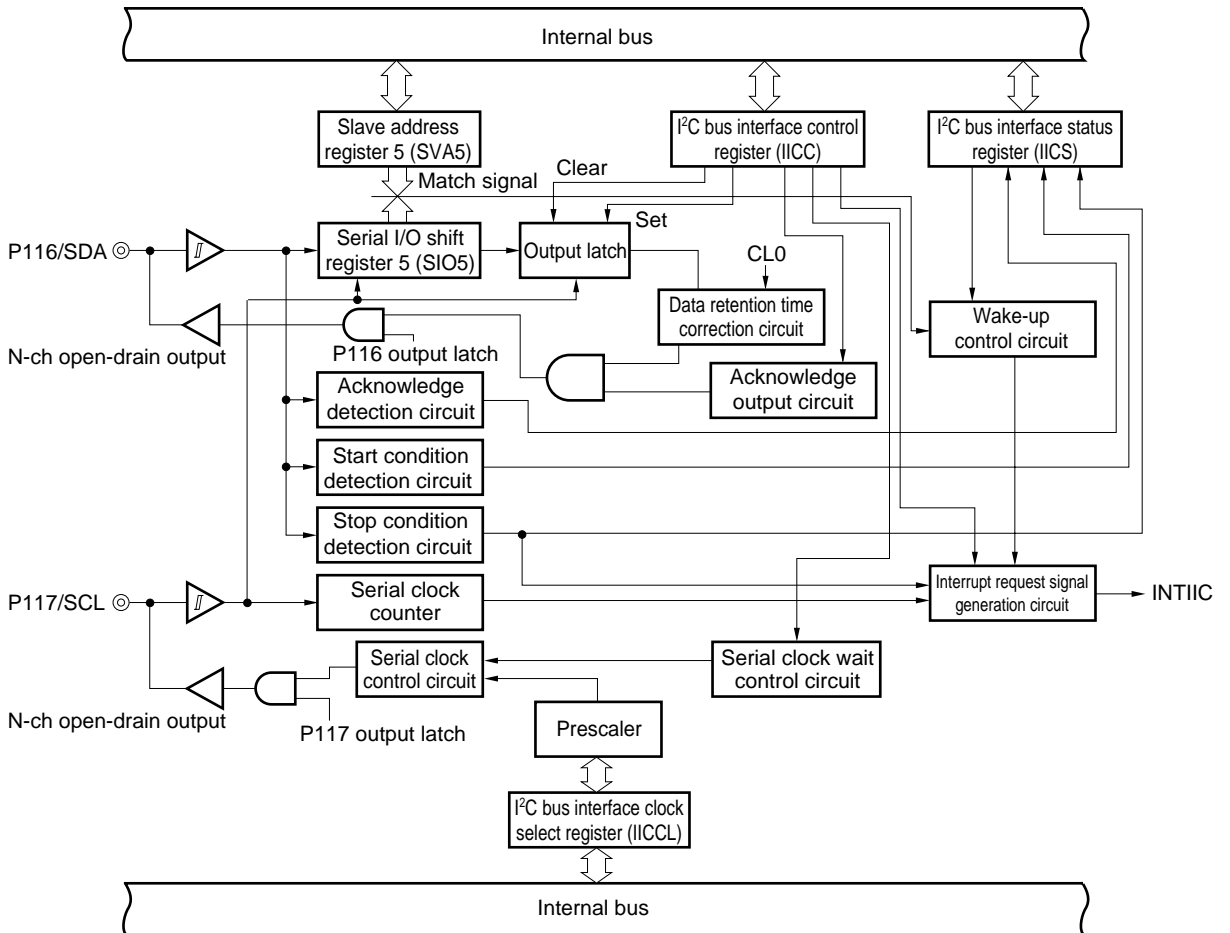 Internal bus
Slave address
register 5 (SVA5)
I²C bus interface control
register (IICC)
I²C bus interface status
register (IICS)
Clear
Match signal
Set
P116/SDA
Serial I/O shift
register 5 (SIO5)
Output latch
CL0
Data retention time
correction circuit
Wake-up
control circuit
N-ch open-drain output
P116 output latch
Acknowledge
detection circuit
Acknowledge
output circuit
Start condition
detection circuit
Stop condition
detection circuit
P117/SCL
Serial clock
counter
Interrupt request signal
generation circuit
INTIIC
Serial clock
control circuit
Serial clock wait
control circuit
N-ch open-drain output
P117 output latch
Prescaler
I²C bus interface clock
select register (IICCL)
Internal bus